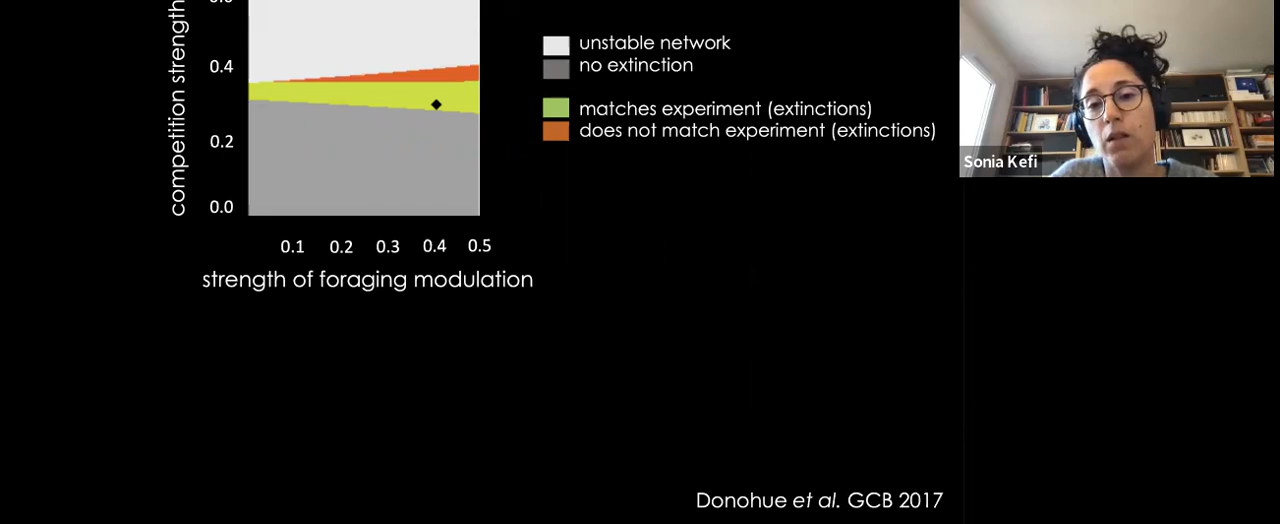 competition strength
0.4
0.2
0.0
0.1 0.2 0.3 0.4 0.5
strength of foraging modulation
unstable network
no extinction
matches experiment (extinctions)
does not match experiment (extinctions)
Sonia Kefi
Donohue et al. GCB 2017